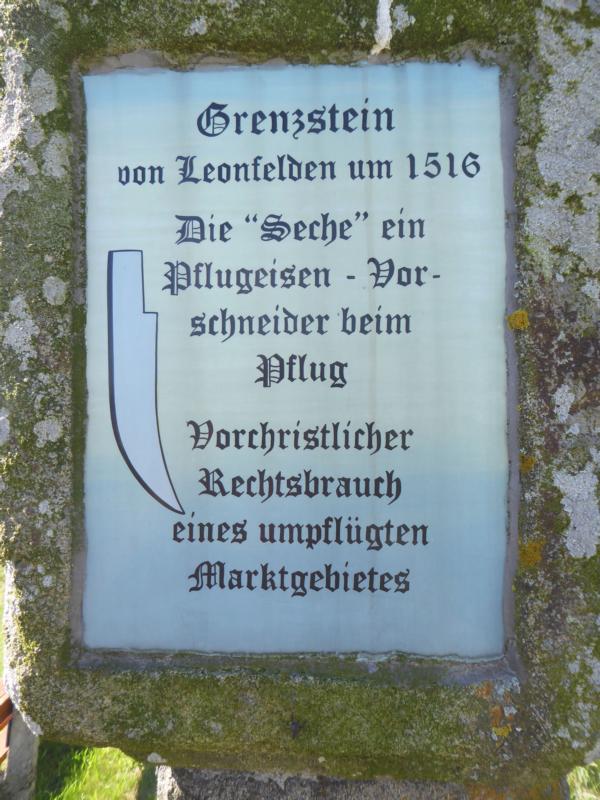 Grenzstein
von Leonfelden um 1516
Die “Seche” ein
Pflugeisen - Vor-
schneider beim
Pflug
Vorchristlicher
Rechtsbrauch
eines umpflügten
Marktgebietes